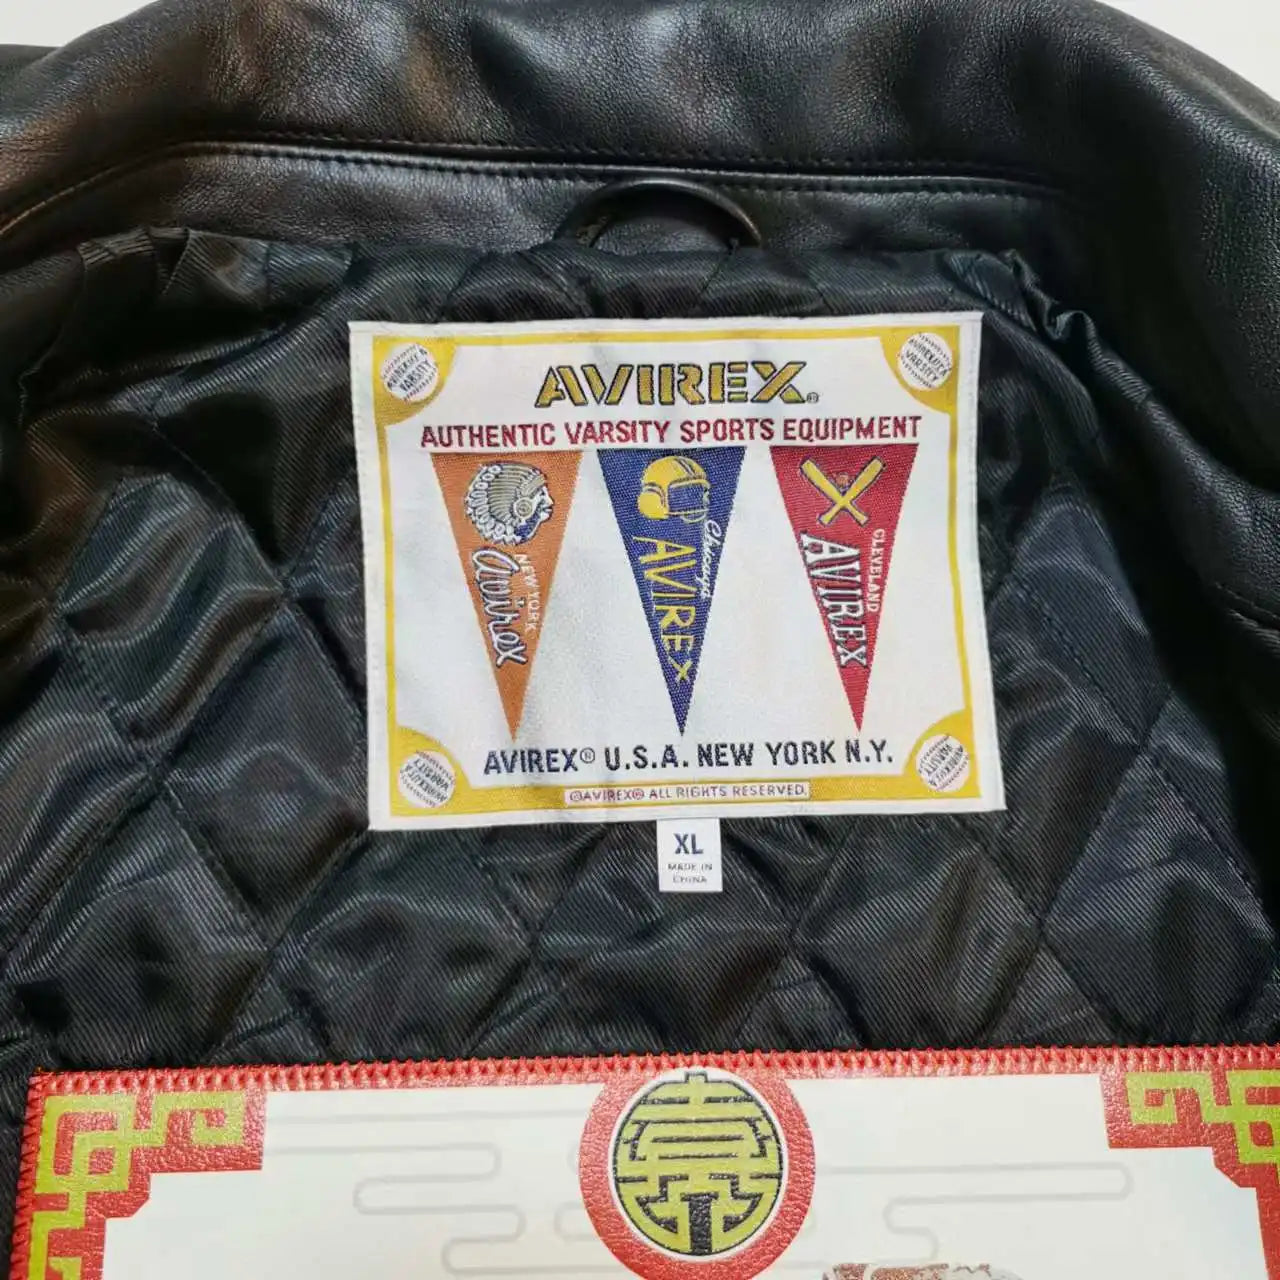 AVIREX®
AUTHENTIC VARSITY SPORTS EQUIPMENT
NEW YORK
Avirex
Chicago
AVIREX
CLEVELAND
AVIREX
AVIREX® U.S.A. NEW YORK N.Y.
©AVIREX® ALL RIGHTS RESERVED.
XL
MADE IN
CHINA